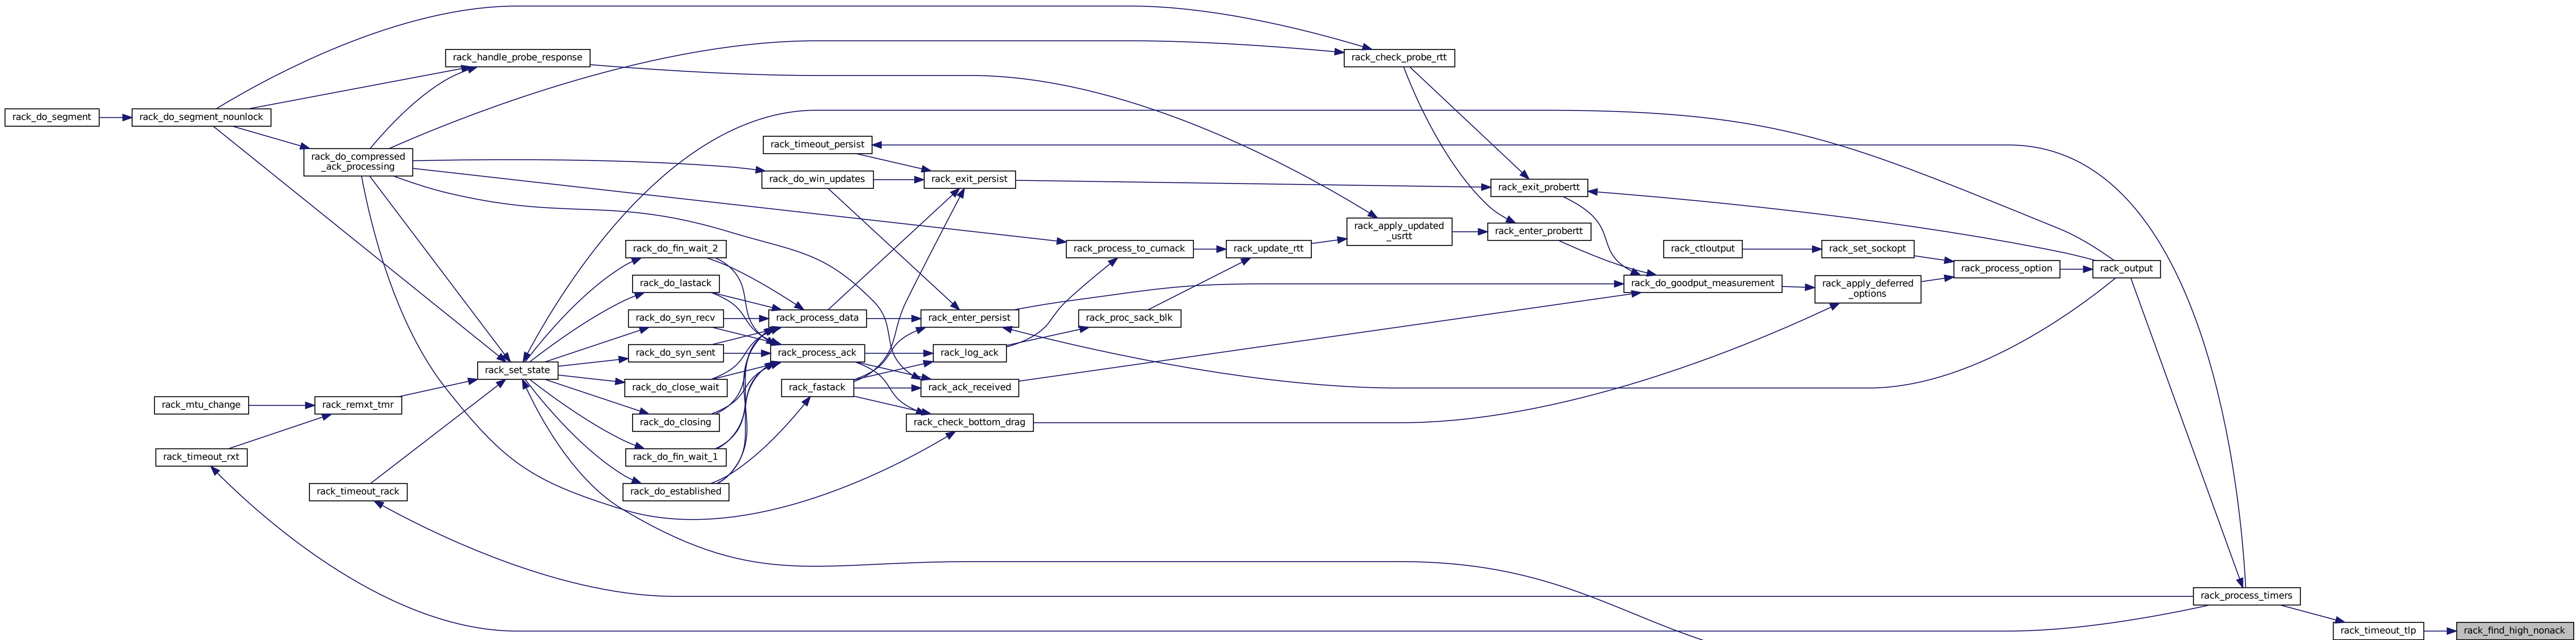 rack_handle_probe_response
rack_check_probe_rtt
rack_do_segment
rack_do_segment_nounlock
rack_do_compressed
_ack_processing
rack_timeout_persist
rack_do_win_updates
rack_exit_persist
rack_exit_probertt
rack_apply_updated
_usrtt
rack_enter_probertt
rack_do_fin_wait_2
rack_process_to_cumack
rack_update_rtt
rack_ctloutput
rack_set_sockopt
rack_process_option
rack_output
rack_do_lastack
rack_do_goodput_measurement
rack_apply_deferred
_options
rack_do_syn_recv
rack_process_data
rack_enter_persist
rack_proc_sack_blk
rack_do_syn_sent
rack_process_ack
rack_log_ack
rack_set_state
rack_do_close_wait
rack_fastack
rack_ack_received
rack_mtu_change
rack_remxt_tmr
rack_do_closing
rack_check_bottom_drag
rack_timeout_rxt
rack_do_fin_wait_1
rack_timeout_rack
rack_do_established
rack_process_timers
rack_timeout_tlp
rack_find_high_nonack